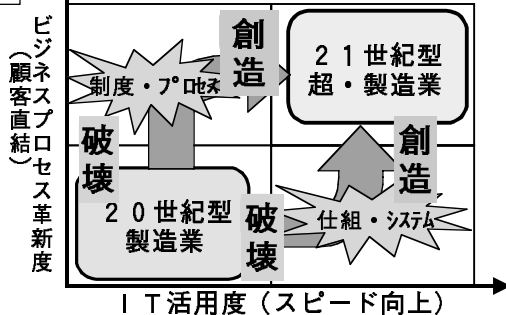 ビジネスプロセス革新度
（顧客直結）
制度・プロセス
創造
２１世紀型
超・製造業
破壊
２０世紀型
製造業
破壊
仕組・システム
創造
ＩＴ活用度（スピード向上）